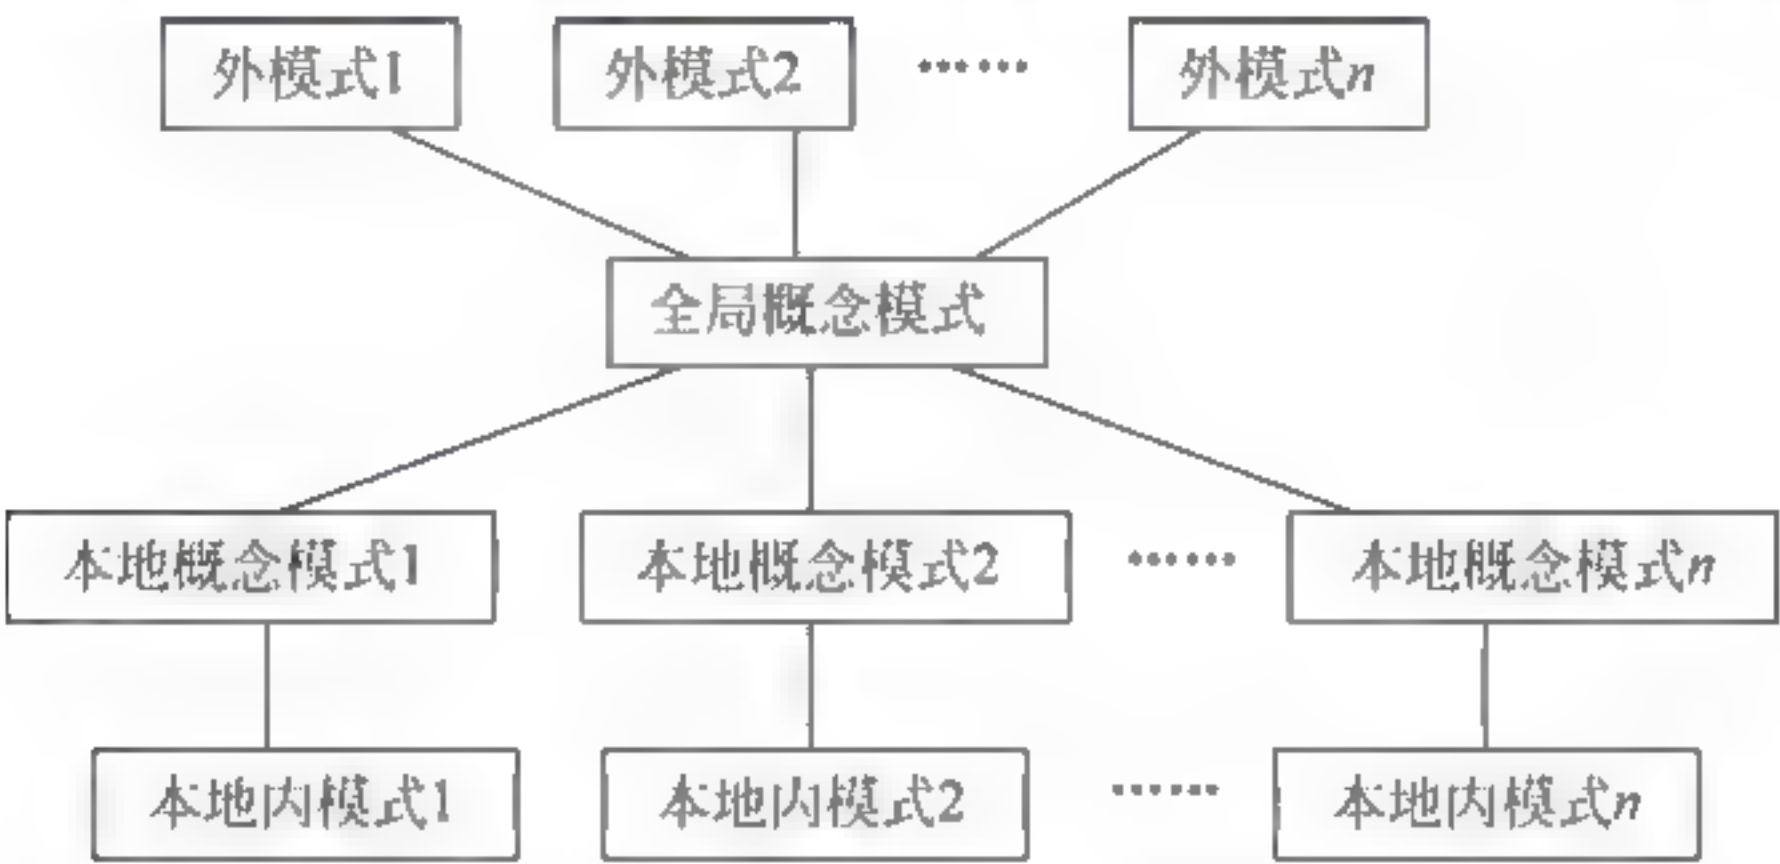 外模式1 外模式2 …… 外模式n
全局概念模式
本地概念模式1 本地概念模式2 …… 本地概念模式n
本地内模式1 本地内模式2 …… 本地内模式n